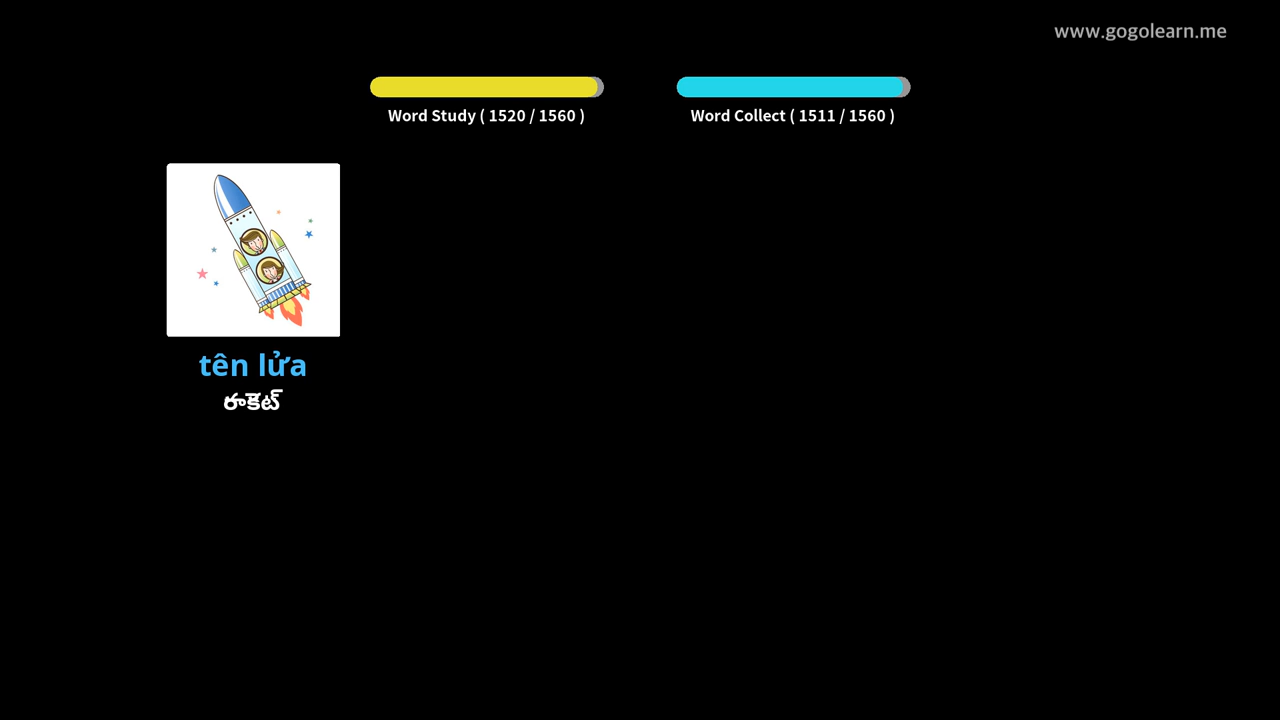 www.gogolearn.me
Word Study ( 1520 / 1560 )
Word Collect ( 1511 / 1560 )
tên lửa
రాకెట్